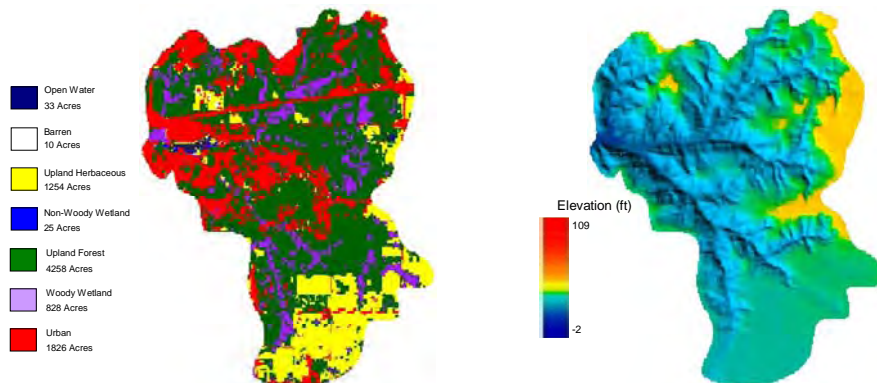 Open Water
33 Acres
Barren
10 Acres
Upland Herbaceous
1254 Acres
Non-Woody Wetland
25 Acres
Upland Forest
4258 Acres
Woody Wetland
828 Acres
Urban
1826 Acres
Elevation (ft)
109
-2